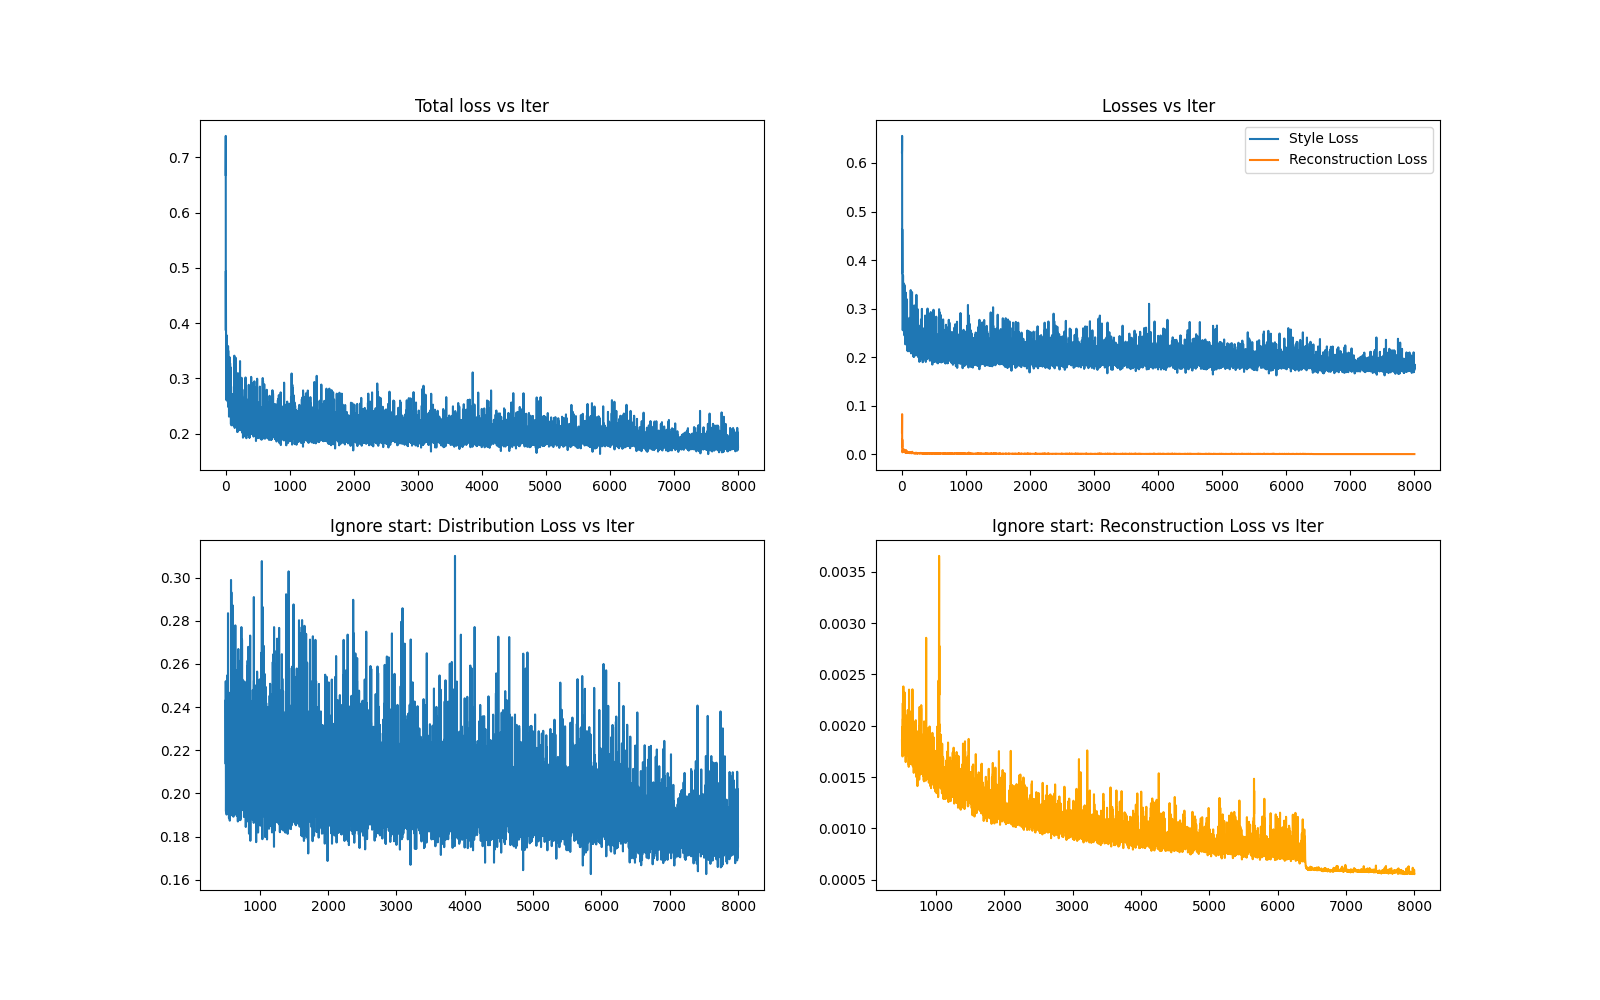 Total loss vs Iter
0.7
0.6
0.5
0.4
0.3
0.2
0 1000 2000 3000 4000 5000 6000 7000 8000
Losses vs Iter
Style Loss
Reconstruction Loss
0.6
0.5
0.4
0.3
0.2
0.1
0.0
0 1000 2000 3000 4000 5000 6000 7000 8000
Ignore start: Distribution Loss vs Iter
0.30
0.28
0.26
0.24
0.22
0.20
0.18
0.16
1000 2000 3000 4000 5000 6000 7000 8000
Ignore start: Reconstruction Loss vs Iter
0.0035
0.0030
0.0025
0.0020
0.0015
0.0010
0.0005
1000 2000 3000 4000 5000 6000 7000 8000